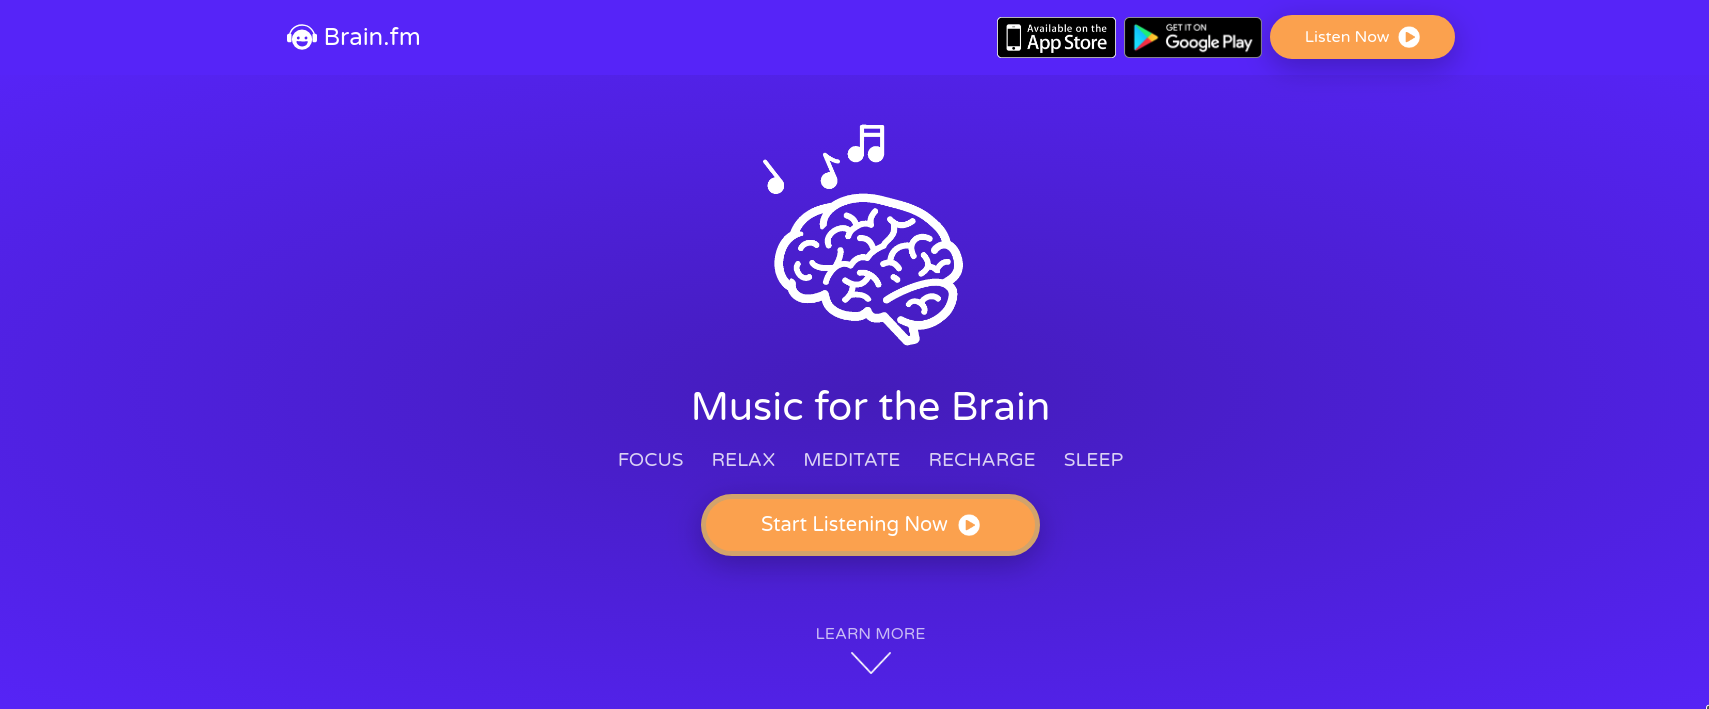 Brain.fm
Available on the
App Store
GET IT ON
Google Play
Listen Now
Music for the Brain
FOCUS RELAX MEDITATE RECHARGE SLEEP
Start Listening Now
LEARN MORE